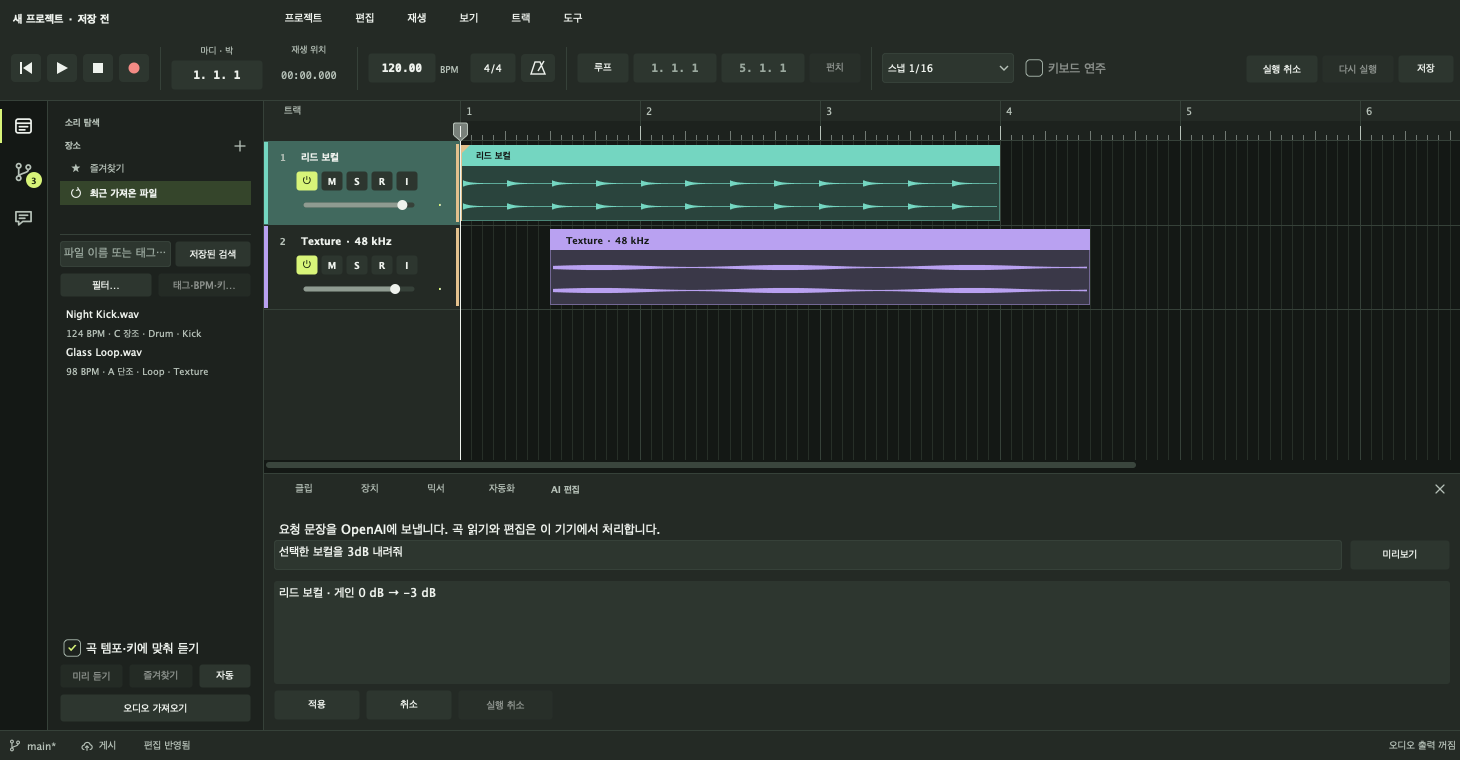 새 프로젝트 · 저장 전
프로젝트 편집 재생 보기 트랙 도구
마디 · 박
1. 1. 1
재생 위치
00:00.000
120.00 BPM 4/4
루프 1. 1. 1 5. 1. 1 펀치
스냅 1/16
키보드 연주
실행 취소 다시 실행 저장
3
소리 탐색
장소
즐겨찾기
최근 가져온 파일
파일 이름 또는 태그…
저장된 검색
필터...
태그·BPM·키...
Night Kick.wav
124 BPM · C 장조 · Drum · Kick
Glass Loop.wav
98 BPM · A 단조 · Loop · Texture
곡 템포·키에 맞춰 듣기
미리 듣기 즐겨찾기 자동
오디오 가져오기
트랙
1 2 3 4 5 6
1 리드 보컬
M S R I
리드 보컬
2 Texture · 48 kHz
M S R I
Texture · 48 kHz
클립 장치 믹서 자동화 AI 편집
요청 문장을 OpenAI에 보냅니다. 곡 읽기와 편집은 이 기기에서 처리합니다.
선택한 보컬을 3dB 내려줘
미리보기
리드 보컬 · 게인 0 dB → −3 dB
적용 취소 실행 취소
main* 게시 편집 반영됨
오디오 출력 꺼짐